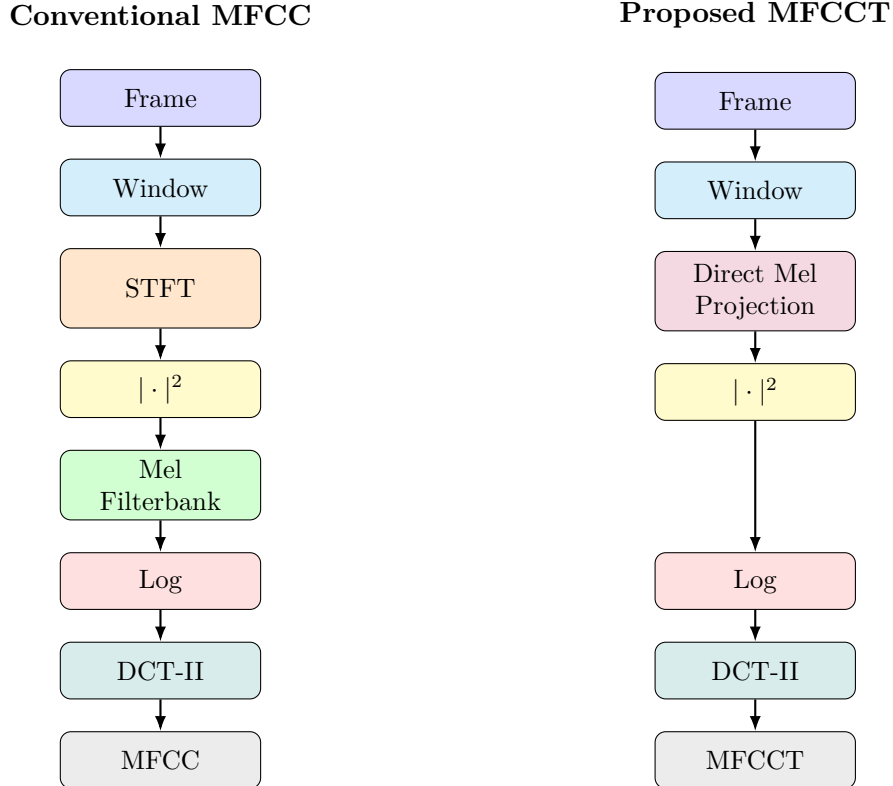 Conventional MFCC
Frame
Window
STFT
| · |²
Mel
Filterbank
Log
DCT-II
MFCC
Proposed MFCCT
Frame
Window
Direct Mel
Projection
| · |²
Log
DCT-II
MFCCT